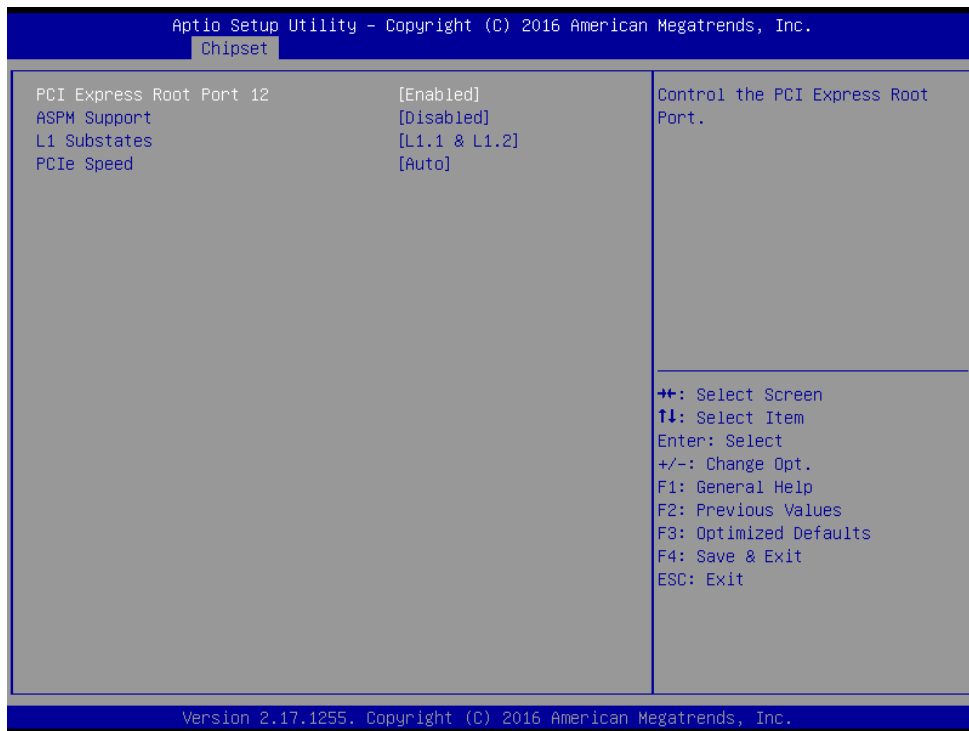 Aptio Setup Utility – Copyright (C) 2016 American Megatrends, Inc.
Chipset
PCI Express Root Port 12 [Enabled]
ASPM Support [Disabled]
L1 Substates [L1.1 & L1.2]
PCIe Speed [Auto]
Control the PCI Express Root
Port.
→←: Select Screen
↑↓: Select Item
Enter: Select
+/-: Change Opt.
F1: General Help
F2: Previous Values
F3: Optimized Defaults
F4: Save & Exit
ESC: Exit
Version 2.17.1255. Copyright (C) 2016 American Megatrends, Inc.